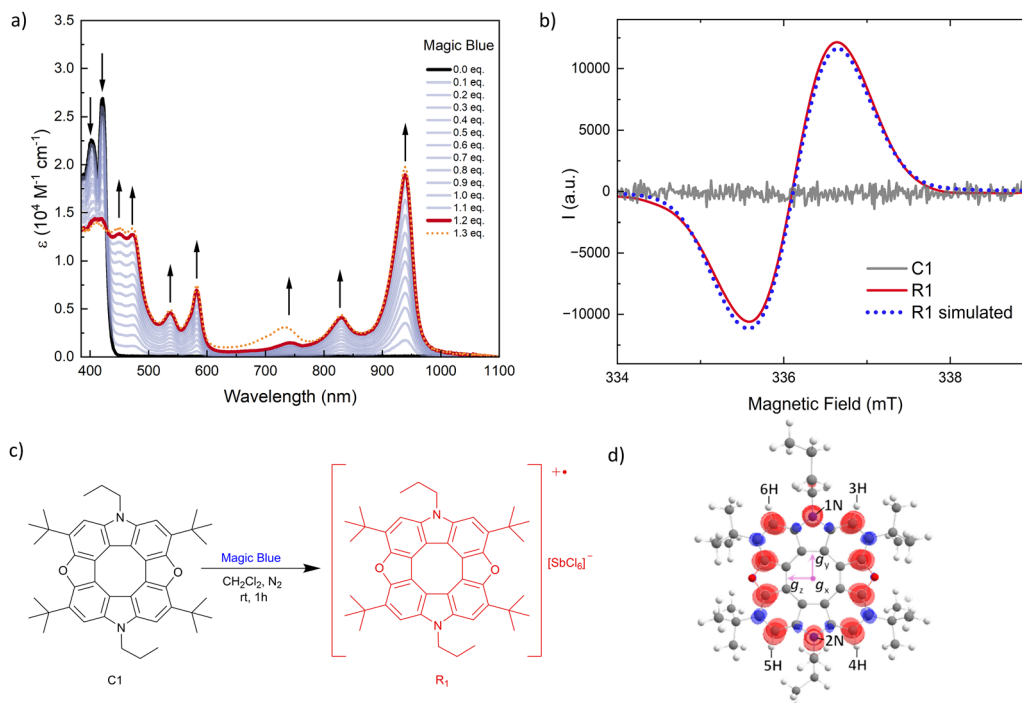 a)
3.5
3.0
2.5
2.0
1.5
1.0
0.5
0.0
ε (10⁴ M⁻¹ cm⁻¹)
400 500 600 700 800 900 1000 1100
Wavelength (nm)
Magic Blue
0.0 eq.
0.1 eq.
0.2 eq.
0.3 eq.
0.4 eq.
0.5 eq.
0.6 eq.
0.7 eq.
0.8 eq.
0.9 eq.
1.0 eq.
1.1 eq.
1.2 eq.
1.3 eq.
b)
10000
5000
0
-5000
-10000
I (a.u.)
334 336 338
Magnetic Field (mT)
C1
R1
R1 simulated
c)
N
O
O
N
C1
Magic Blue
CH₂Cl₂, N₂
rt, 1h
N
O
O
N
+•
[SbCl₆]⁻
R₁
d)
6H
3H
1N
gy
gz
gx
2N
5H
4H